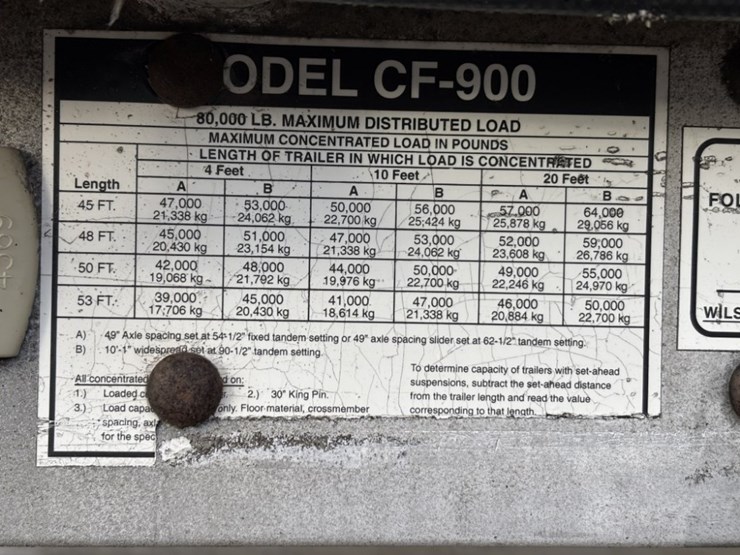 ODEL CF-900
80,000 LB. MAXIMUM DISTRIBUTED LOAD
MAXIMUM CONCENTRATED LOAD IN POUNDS
LENGTH OF TRAILER IN WHICH LOAD IS CONCENTRATED
4 Feet 10 Feet 20 Feet
Length A B A B A B
45 FT. 47,000 53,000 50,000 56,000 57,000 64,000
21,338 kg 24,062 kg 22,700 kg 25,424 kg 25,878 kg 29,056 kg
48 FT. 45,000 51,000 47,000 53,000 52,000 59,000
20,430 kg 23,154 kg 21,338 kg 24,062 kg 23,608 kg 26,786 kg
50 FT. 42,000 48,000 44,000 50,000 49,000 55,000
19,068 kg 21,792 kg 19,976 kg 22,700 kg 22,246 kg 24,970 kg
53 FT. 39,000 45,000 41,000 47,000 46,000 50,000
17,706 kg 20,430 kg 18,614 kg 21,338 kg 20,884 kg 22,700 kg
A) 49" Axle spacing set at 54-1/2" fixed tandem setting or 49" axle spacing slider set at 62-1/2" tandem setting.
B) 10'-1" widespread set at 90-1/2" tandem setting.
All concentrated d on:
1.) Loaded 2.) 30" King Pin.
3.) Load capa only. Floor material, crossmember
spacing, axl
for the spec
To determine capacity of trailers with set-ahead
suspensions, subtract the set-ahead distance
from the trailer length and read the value
corresponding to that length.
FOL
WILS